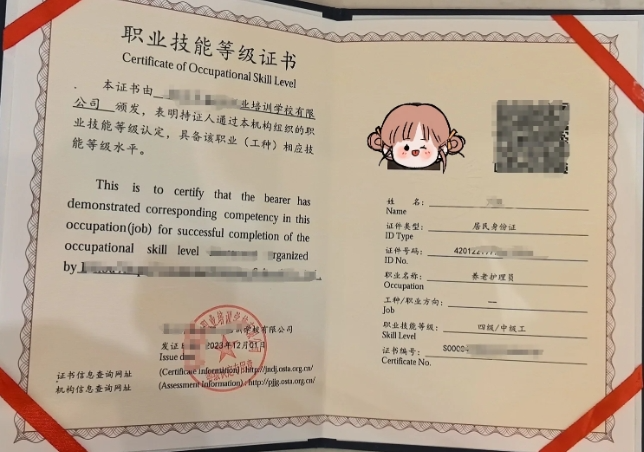 职业技能等级证书
Certificate of Occupational Skill Level
本证书由
业培训学校有限
公司 颁发，表明持证人通过本机构组织的职
业技能等级认定，具备该职业（工种）相应技
能等级水平。
This is to certify that the bearer has
demonstrated corresponding competency in this
occupation(job) for successful completion of the
occupational skill level organized
by
训学校有限公司
发证日 2023年12月01日
Issue
证书信息查询网址 (Certificate information) : http://jndj.osta.org.cn/
机构信息查询网址 (Assessment information) : http://pjjg.osta.org.cn/
姓 名：
Name
证件类型： 居民身份证
ID Type
证件号码：
ID No.
职业名称： 养老护理员
Occupation
工种/职业方向： —
Job
职业技能等级： 四级/中级工
Skill Level
证书编号：
Certificate No.